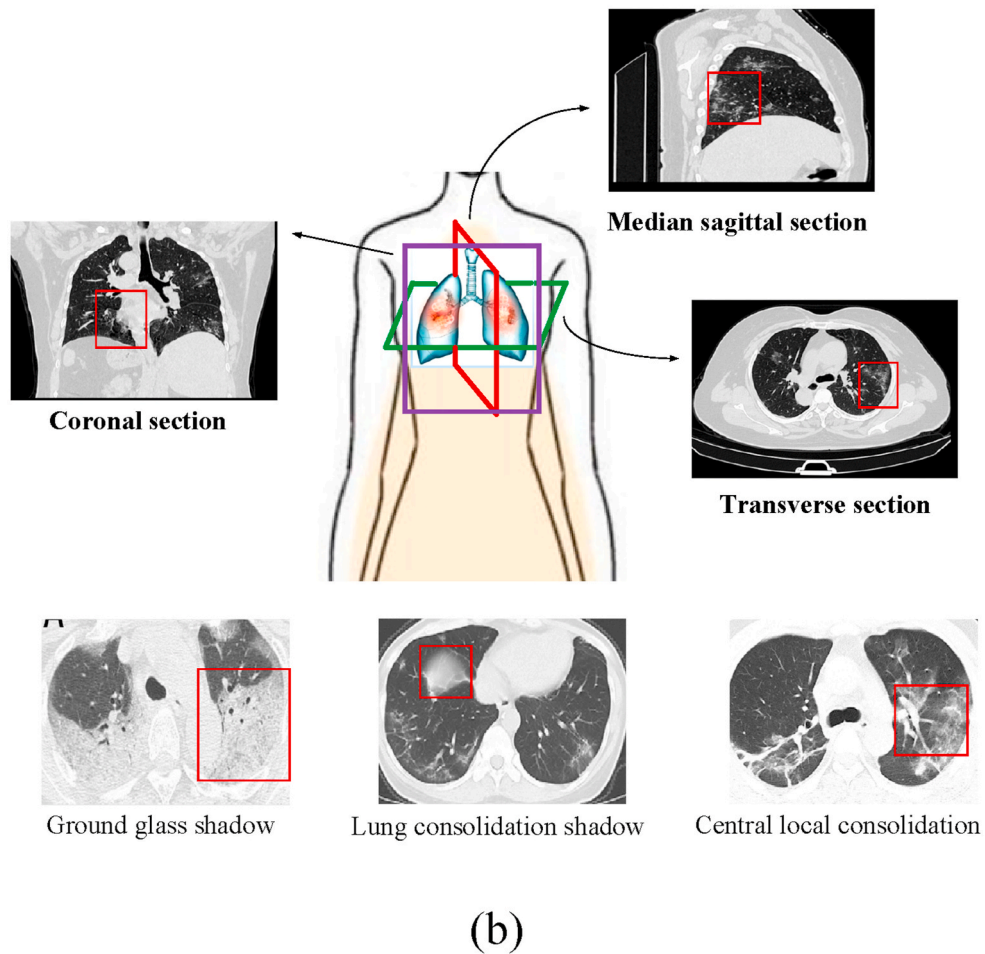 Median sagittal section
Coronal section
Transverse section
A
Ground glass shadow
Lung consolidation shadow
Central local consolidation
(b)